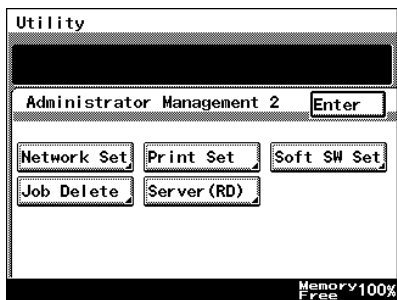 Utility
Administrator Management 2 Enter
Network Set Print Set Soft SW Set
Job Delete Server(RD)
Memory Free 100%